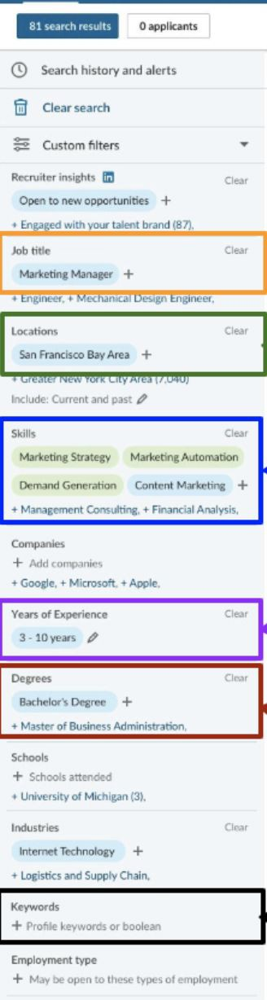 81 search results 0 applicants
Search history and alerts
Clear search
Custom filters
Recruiter insights in Clear
Open to new opportunities +
+ Engaged with your talent brand (87),
Job title Clear
Marketing Manager +
+ Engineer, + Mechanical Design Engineer,
Locations Clear
San Francisco Bay Area +
+ Greater New York City Area (7,040)
Include: Current and past
Skills Clear
Marketing Strategy Marketing Automation
Demand Generation Content Marketing +
+ Management Consulting, + Financial Analysis,
Companies
+ Add companies
+ Google, + Microsoft, + Apple,
Years of Experience Clear
3 - 10 years
Degrees Clear
Bachelor's Degree +
+ Master of Business Administration,
Schools
+ Schools attended
+ University of Michigan (3),
Industries Clear
Internet Technology +
+ Logistics and Supply Chain,
Keywords
+ Profile keywords or boolean
Employment type
+ May be open to these types of employment